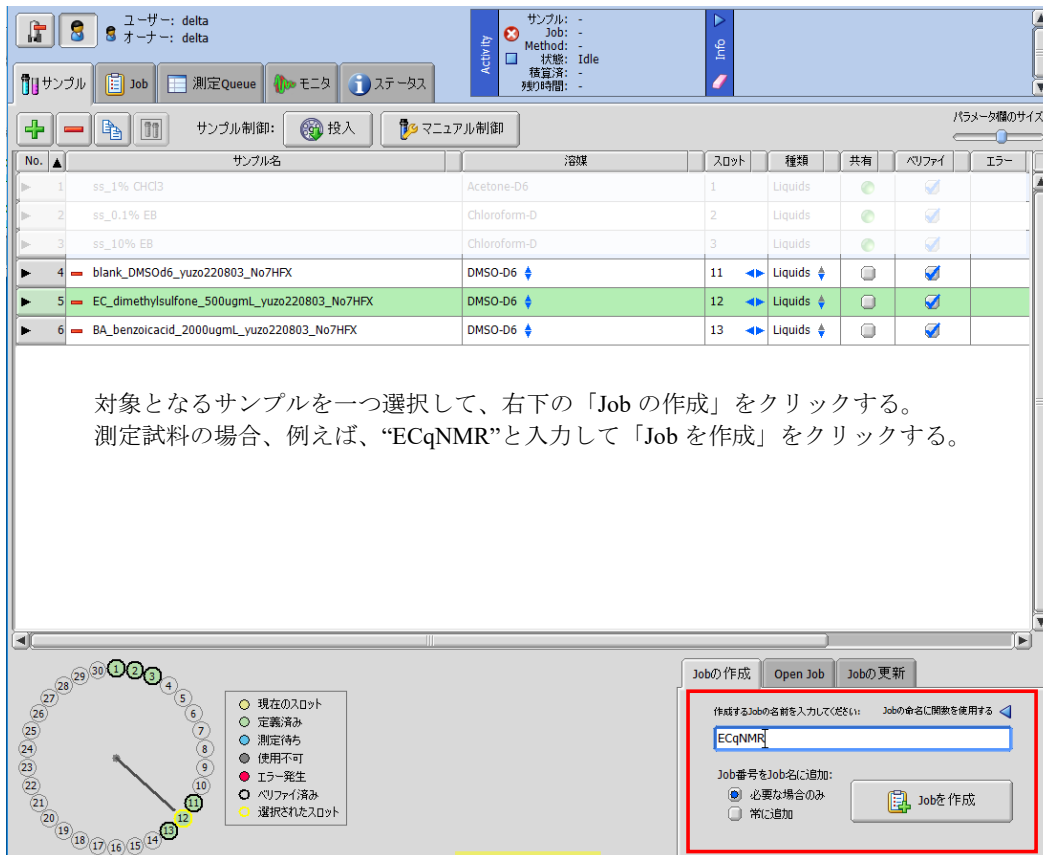 ユーザー: delta
オーナー: delta
Activity
サンプル: -
Job: -
Method: -
状態: Idle
積算済: -
残り時間: -
Info
サンプル Job 測定Queue モニタ ステータス
サンプル制御: 投入 マニュアル制御
パラメータ欄のサイズ
No. サンプル名 溶媒 スロット 種類 共有 ベリファイ エラー
1 ss_1% CHCl3 Acetone-D6 1 Liquids
2 ss_0.1% EB Chloroform-D 2 Liquids
3 ss_10% EB Chloroform-D 3 Liquids
4 blank_DMSOd6_yuzo220803_No7HFX DMSO-D6 11 Liquids
5 EC_dimethylsulfone_500ugmL_yuzo220803_No7HFX DMSO-D6 12 Liquids
6 BA_benzoicacid_2000ugmL_yuzo220803_No7HFX DMSO-D6 13 Liquids
対象となるサンプルを一つ選択して、右下の「Job の作成」をクリックする。
測定試料の場合、例えば、“ECqNMR”と入力して「Job を作成」をクリックする。
1 2 3 4 5 6 7 8 9 10 11 12 13 14 15 16 17 18 19 20 21 22 23 24 25 26 27 28 29 30
現在のスロット
定義済み
測定待ち
使用不可
エラー発生
ベリファイ済み
選択されたスロット
Jobの作成 Open Job Jobの更新
作成するJobの名前を入力してください: Jobの命名に関数を使用する
ECqNMR
Job番号をJob名に追加:
必要な場合のみ
常に追加
Jobを作成